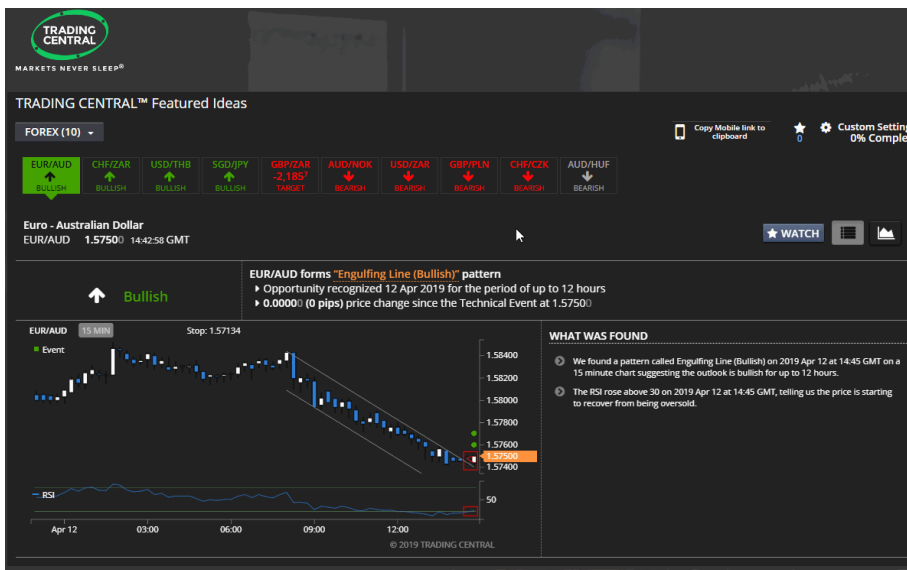 TRADING
CENTRAL
MARKETS NEVER SLEEP®
TRADING CENTRAL™ Featured Ideas
FOREX (10)
Copy Mobile link to
clipboard
0
Custom Setting
0% Comple
EUR/AUD
BULLISH
CHF/ZAR
BULLISH
USD/THB
BULLISH
SGD/JPY
BULLISH
GBP/ZAR
-2,185⁷
TARGET
AUD/NOK
BEARISH
USD/ZAR
BEARISH
GBP/PLN
BEARISH
CHF/CZK
BEARISH
AUD/HUF
BEARISH
Euro - Australian Dollar
EUR/AUD 1.57500 14:42:58 GMT
WATCH
Bullish
EUR/AUD forms "Engulfing Line (Bullish)" pattern
Opportunity recognized 12 Apr 2019 for the period of up to 12 hours
0.00000 (0 pips) price change since the Technical Event at 1.57500
EUR/AUD 15 MIN Stop: 1.57134
Event
1.58400
1.58200
1.58000
1.57800
1.57600
1.57500
1.57400
RSI
50
Apr 12 03:00 06:00 09:00 12:00
© 2019 TRADING CENTRAL
WHAT WAS FOUND
We found a pattern called Engulfing Line (Bullish) on 2019 Apr 12 at 14:45 GMT on a
15 minute chart suggesting the outlook is bullish for up to 12 hours.
The RSI rose above 30 on 2019 Apr 12 at 14:45 GMT, telling us the price is starting
to recover from being oversold.